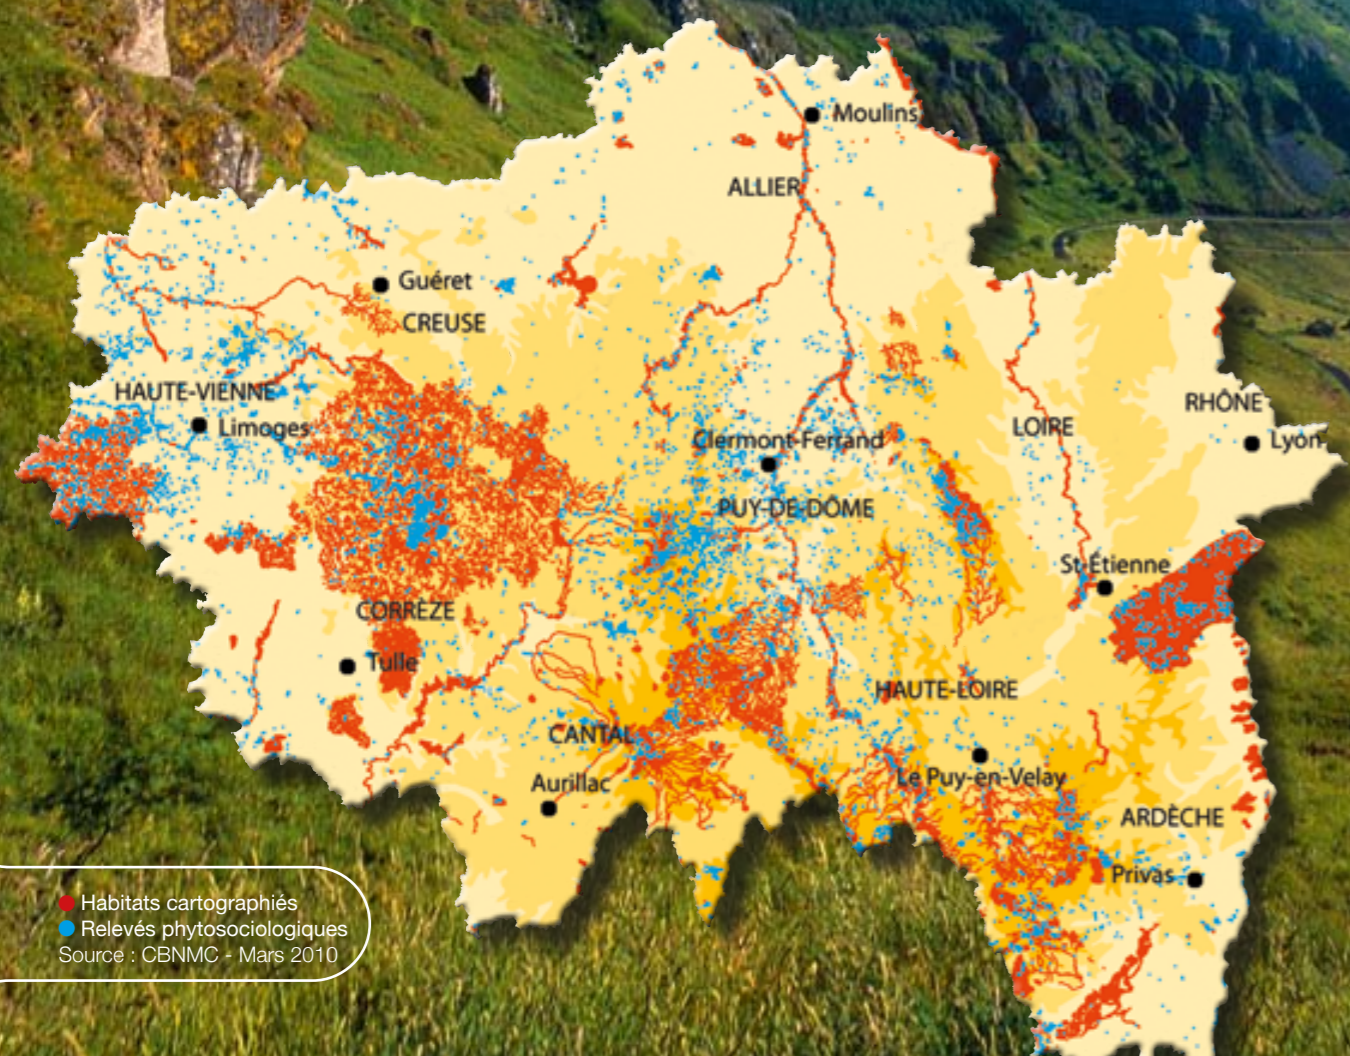 Moulins
ALLIER
Guéret
CREUSE
HAUTE-VIENNE
Limoges
RHÔNE
LOIRE
Lyon
Clermont-Ferrand
PUY-DE-DÔME
St-Étienne
CORRÈZE
Tulle
HAUTE-LOIRE
CANTAL
Le Puy-en-Velay
Aurillac
ARDÈCHE
Privas
Habitats cartographiés
Relevés phytosociologiques
Source : CBNMC - Mars 2010